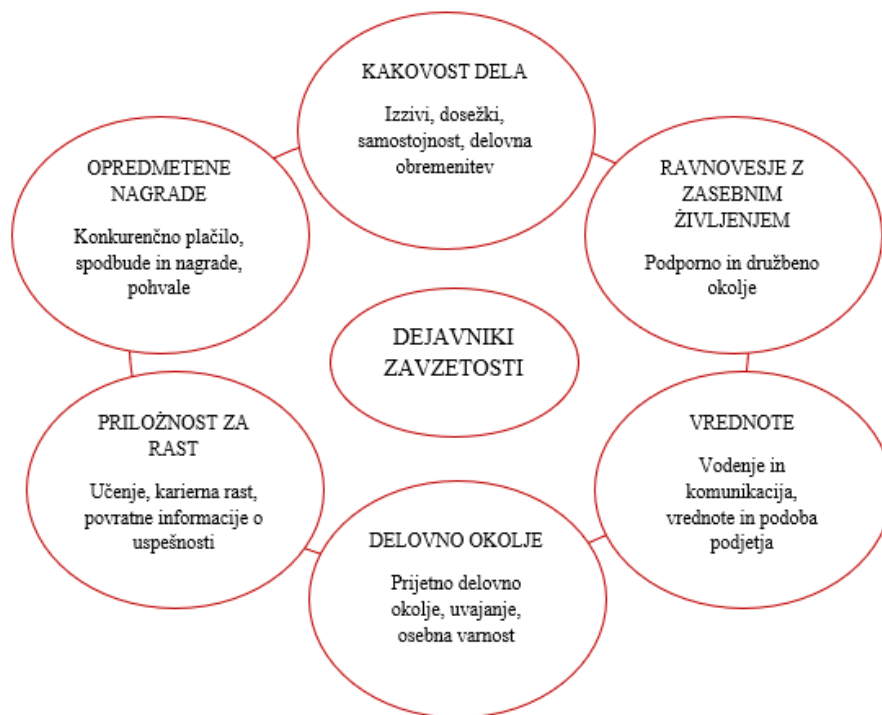 KAKOVOST DELA
Izzivi, dosežki,
samostojnost, delovna
obremenitev
OPREDMETENE
NAGRADE
Konkurenčno plačilo,
spodbude in nagrade,
pohvale
RAVNOVESJE Z
ZASEBNIM
ŽIVLJENJEM
Podporno in družbeno
okolje
DEJAVNIKI
ZAVZETOSTI
PRILOŽNOST ZA
RAST
Učenje, karierna rast,
povratne informacije o
uspešnosti
VREDNOTE
Vodenje in
komunikacija,
vrednote in podoba
podjetja
DELOVNO OKOLJE
Prijetno delovno
okolje, uvajanje,
osebna varnost